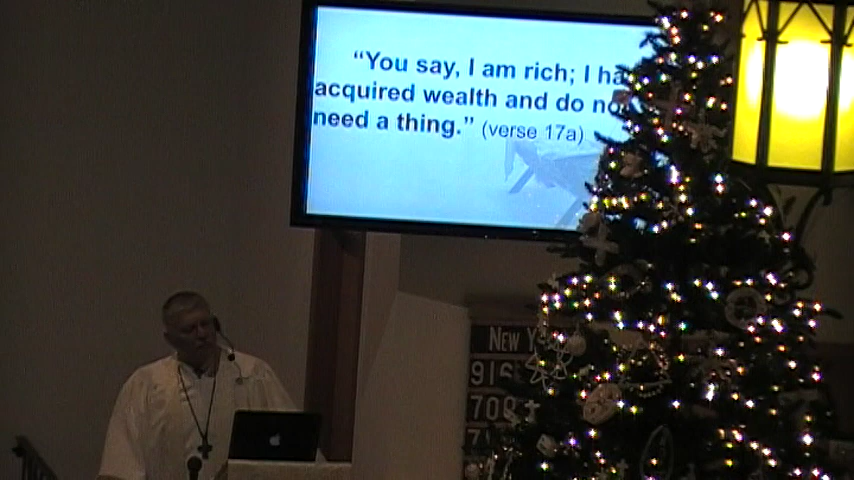 “You say, I am rich; I ha
acquired wealth and do no
need a thing.” (verse 17a)
New Y
916
700